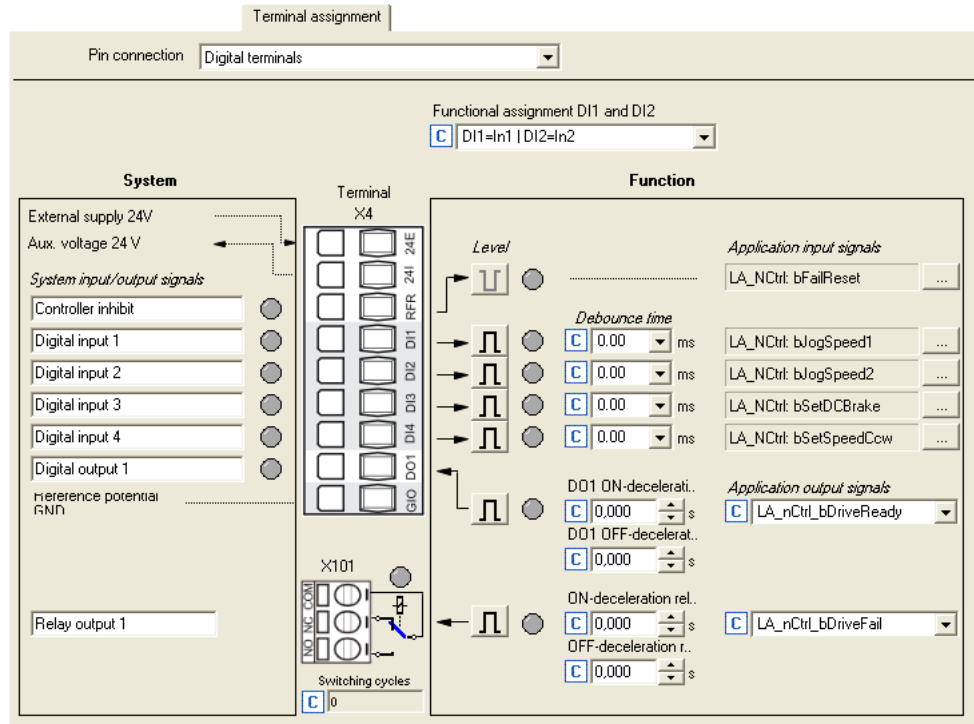 Terminal assignment
Pin connection Digital terminals
Functional assignment DI1 and DI2
C DI1=In1 | DI2=In2
System Terminal Function
X4
External supply 24V 24E
Aux. voltage 24 V Level Application input signals
System input/output signals 24I LA_NCtrl: bFailReset ...
Controller inhibit RFR Debounce time
Digital input 1 DI1 C 0.00 ms LA_NCtrl: bJogSpeed1 ...
Digital input 2 DI2 C 0.00 ms LA_NCtrl: bJogSpeed2 ...
Digital input 3 DI3 C 0.00 ms LA_NCtrl: bSetDCBrake ...
Digital input 4 DI4 C 0.00 ms LA_NCtrl: bSetSpeedCcw ...
Digital output 1 DO1
Reference potential GIO DO1 ON-decelerati.. Application output signals
GND C 0,000 s C LA_nCtrl_bDriveReady
DO1 OFF-decelerat..
C 0,000 s
X101
NO NC COM ON-deceleration rel..
Relay output 1 C 0,000 s C LA_nCtrl_bDriveFail
OFF-deceleration r..
C 0,000 s
Switching cycles
C 0